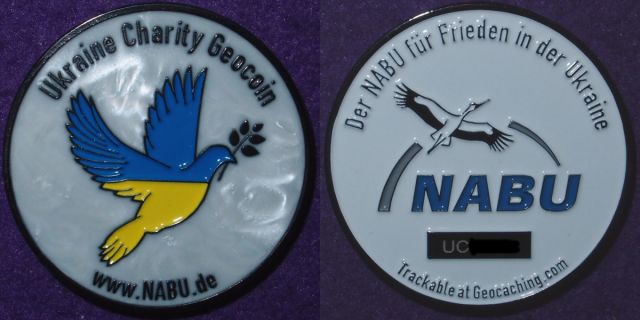 Ukraine Charity Geocoin
www.NABU.de
Der NABU für Frieden in der Ukraine
NABU
UC
Trackable at Geocaching.com